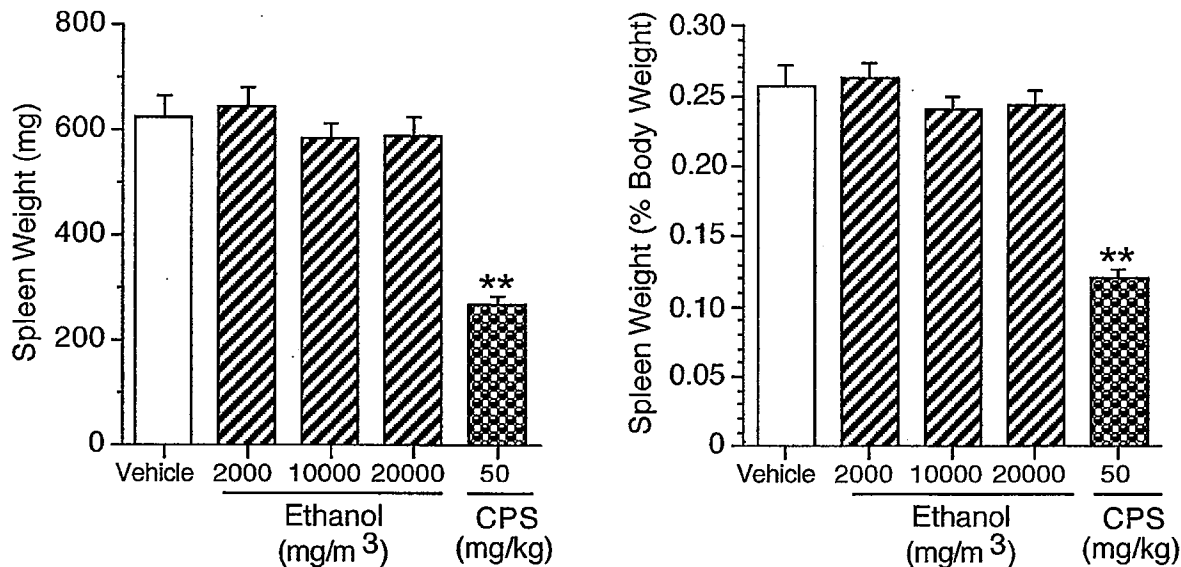 Spleen Weight (mg)
800
600
400
200
0
**
Vehicle 2000 10000 20000 50
Ethanol CPS
(mg/m 3) (mg/kg)
Spleen Weight (% Body Weight)
0.30
0.25
0.20
0.15
0.10
0.05
0
**
Vehicle 2000 10000 20000 50
Ethanol CPS
(mg/m 3) (mg/kg)